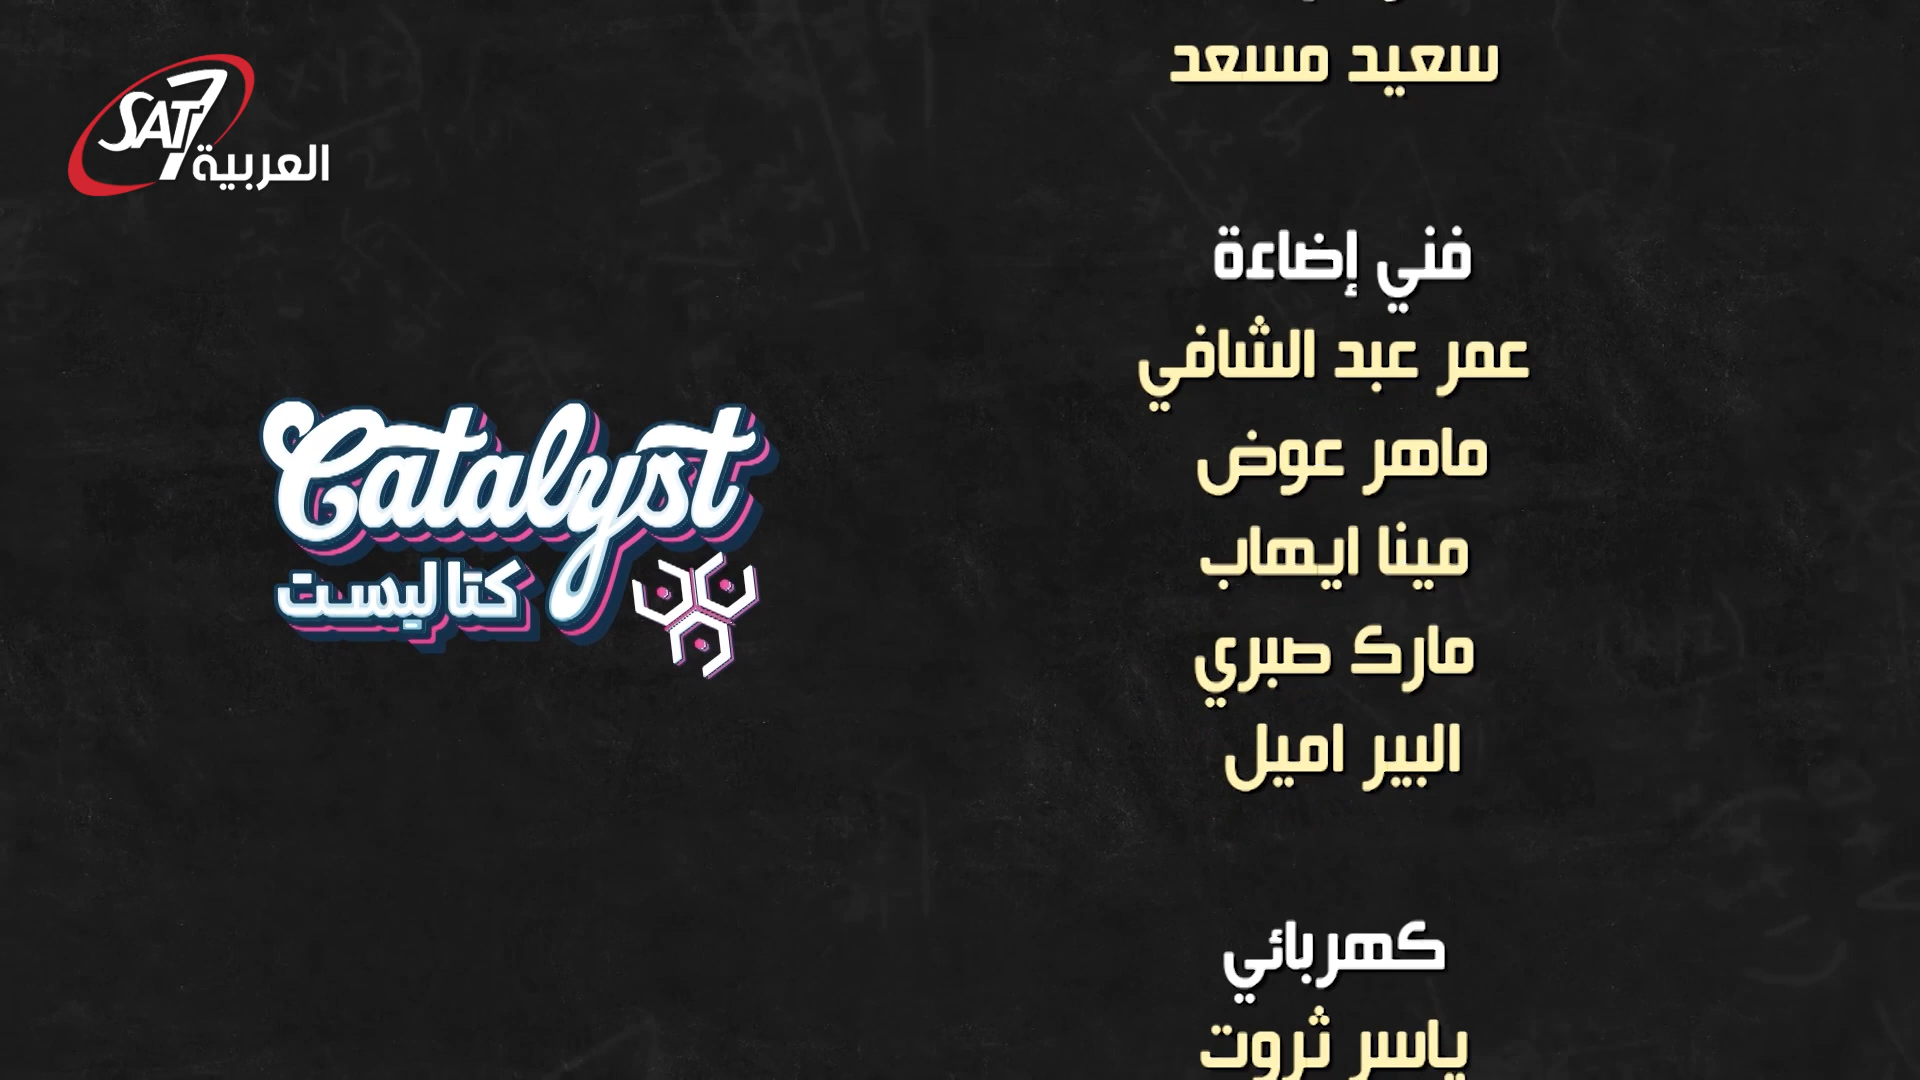 SAT7
العربية
Catalyst
كتاليست
سعيد مسعد
فني إضاءة
عمر عبد الشافي
ماهر عوض
مينا ايهاب
مارك صبري
البير اميل
كهربائي
ياسر ثروت